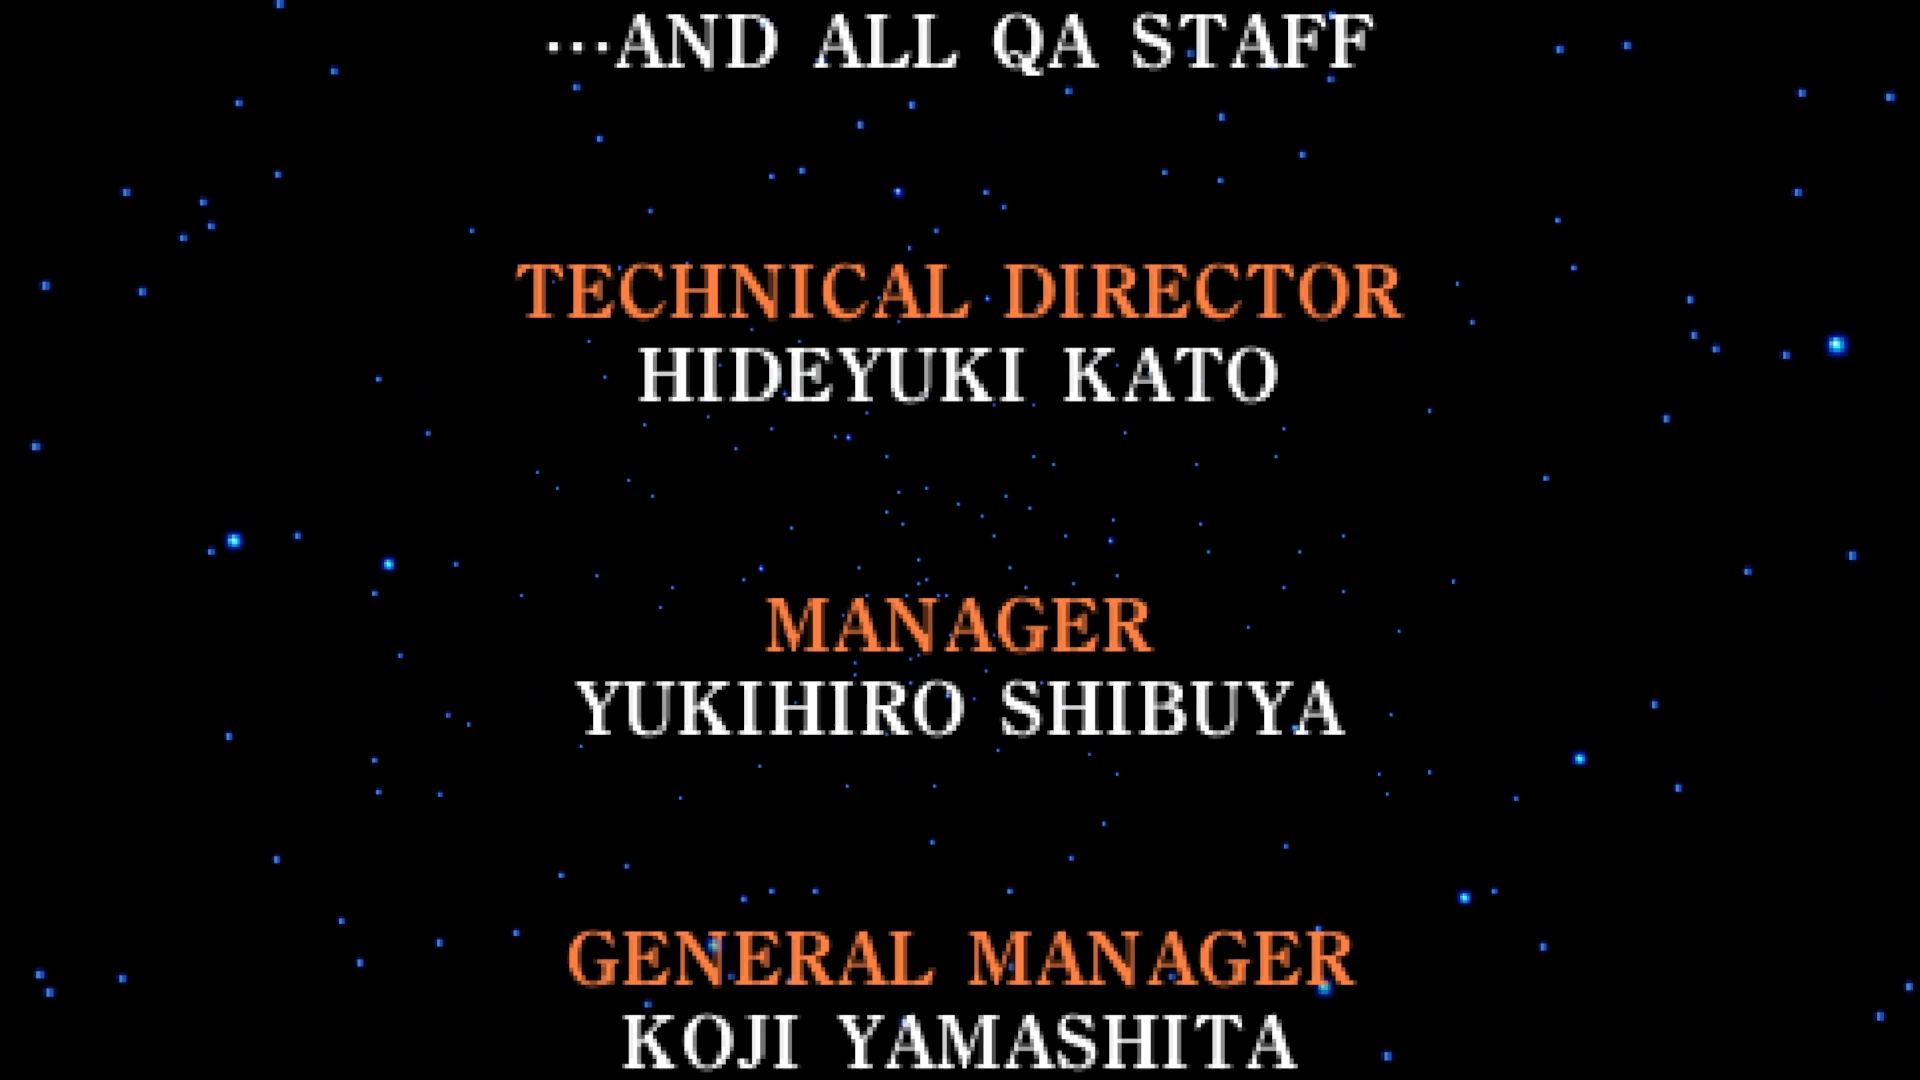 ...AND ALL QA STAFF
TECHNICAL DIRECTOR
HIDEYUKI KATO
MANAGER
YUKIHIRO SHIBUYA
GENERAL MANAGER
KOJI YAMASHITA